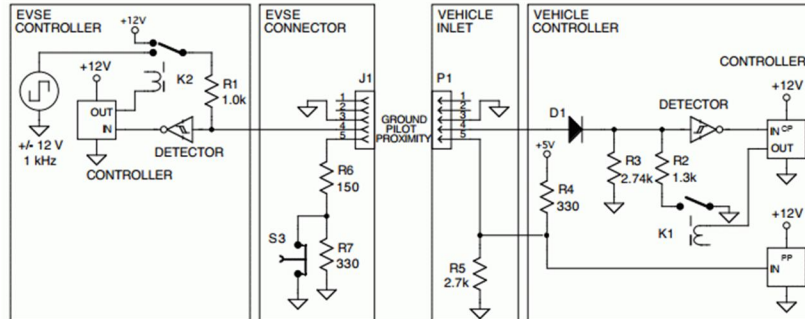 EVSE
CONTROLLER
+12V
+12V
K2
R1
1.0k
OUT
IN
DETECTOR
+/- 12 V
1 kHz
CONTROLLER
EVSE
CONNECTOR
J1
1
2
3
4
5
R6
150
S3
R7
330
GROUND
PILOT
PROXIMITY
VEHICLE
INLET
P1
1
2
3
4
5
R5
2.7k
VEHICLE
CONTROLLER
CONTROLLER
+12V
D1
DETECTOR
IN CP
OUT
+5V
R3
2.74k
R2
1.3k
R4
330
K1
+12V
PP
IN